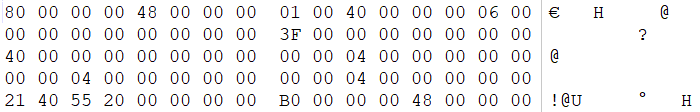 80 00 00 00 48 00 00 00 01 00 40 00 00 00 06 00 € H @
00 00 00 00 00 00 00 00 3F 00 00 00 00 00 00 00 ?
40 00 00 00 00 00 00 00 00 00 04 00 00 00 00 00 @
00 00 04 00 00 00 00 00 00 00 04 00 00 00 00 00
21 40 55 20 00 00 00 00 B0 00 00 00 48 00 00 00 !@U ° H